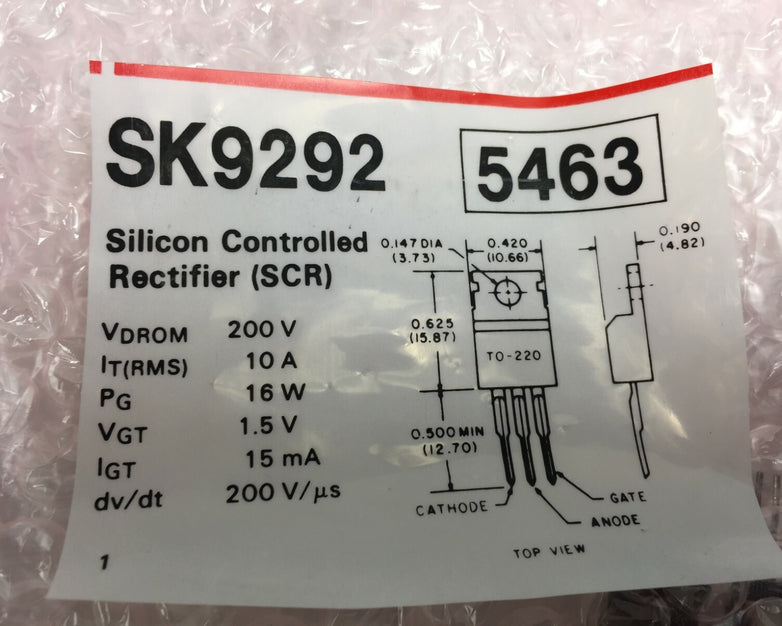 SK9292
5463
Silicon Controlled
Rectifier (SCR)
VDROM 200 V
IT(RMS) 10 A
PG 16 W
VGT 1.5 V
IGT 15 mA
dv/dt 200 V/µs
1
0.147 DIA
(3.73)
0.420
(10.66)
0.190
(4.82)
0.625
(15.87)
TO-220
0.500 MIN
(12.70)
CATHODE
GATE
ANODE
TOP VIEW